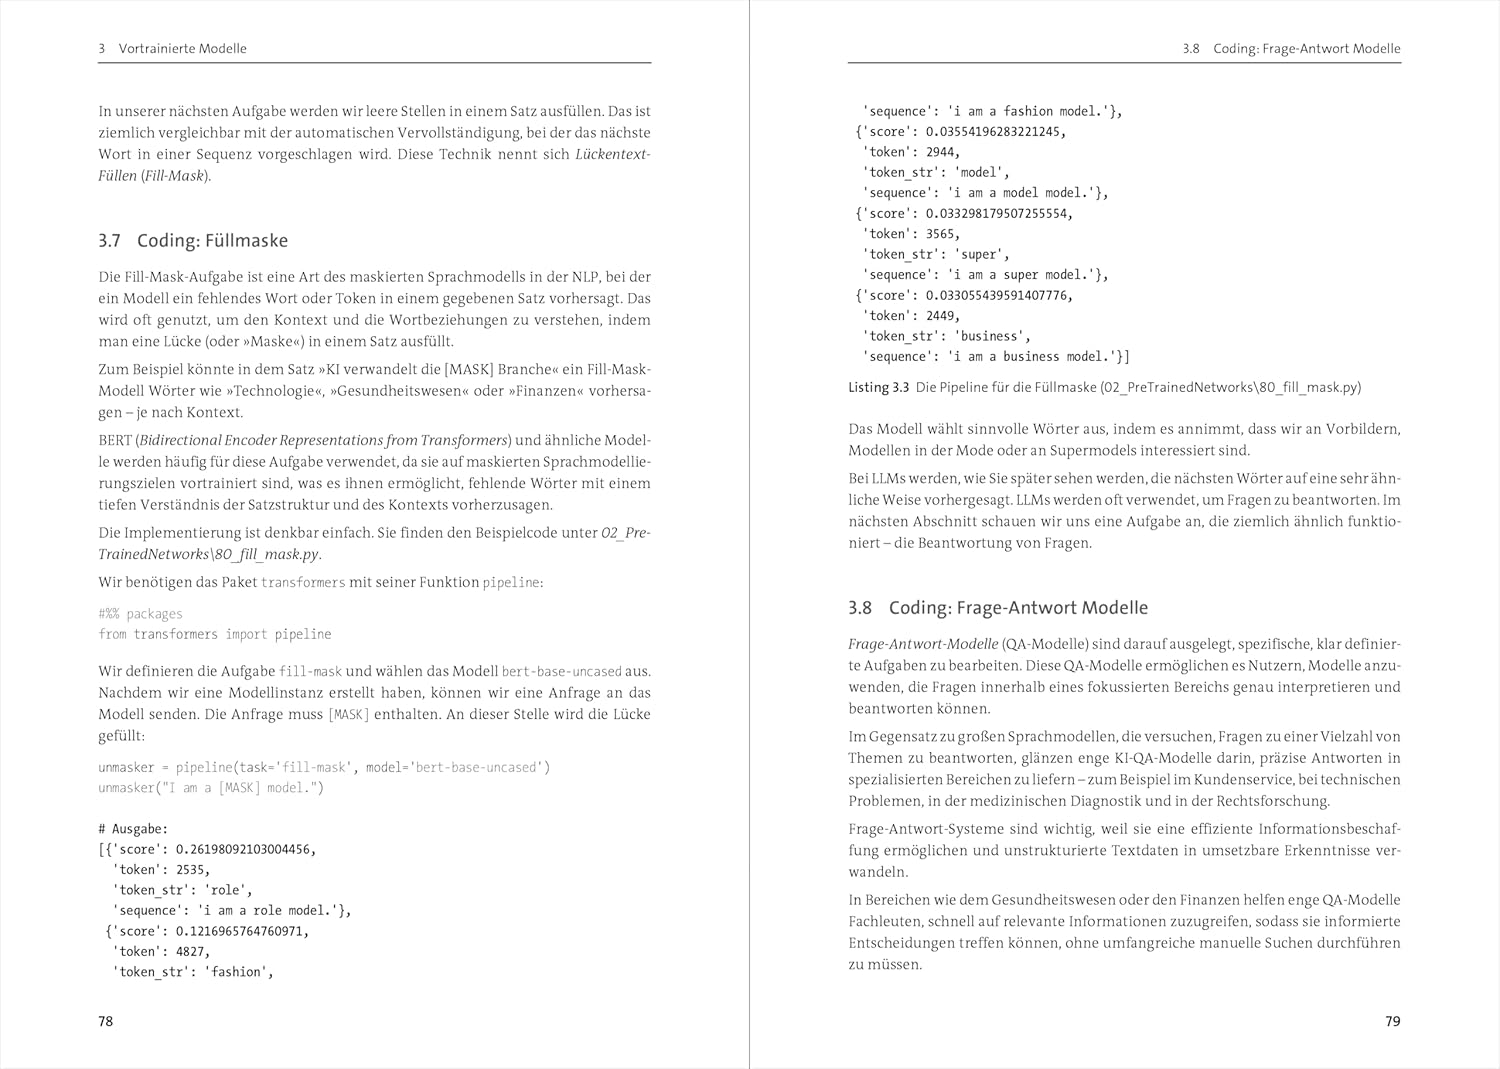 3 Vortrainierte Modelle
In unserer nächsten Aufgabe werden wir leere Stellen in einem Satz ausfüllen. Das ist
ziemlich vergleichbar mit der automatischen Vervollständigung, bei der das nächste
Wort in einer Sequenz vorgeschlagen wird. Diese Technik nennt sich Lückentext-
Füllen (Fill-Mask).
3.7 Coding: Füllmaske
Die Fill-Mask-Aufgabe ist eine Art des maskierten Sprachmodells in der NLP, bei der
ein Modell ein fehlendes Wort oder Token in einem gegebenen Satz vorhersagt. Das
wird oft genutzt, um den Kontext und die Wortbeziehungen zu verstehen, indem
man eine Lücke (oder »Maske«) in einem Satz ausfüllt.
Zum Beispiel könnte in dem Satz »KI verwandelt die [MASK] Branche« ein Fill-Mask-
Modell Wörter wie »Technologie«, »Gesundheitswesen« oder »Finanzen« vorhersa-
gen – je nach Kontext.
BERT (Bidirectional Encoder Representations from Transformers) und ähnliche Model-
le werden häufig für diese Aufgabe verwendet, da sie auf maskierten Sprachmodellie-
rungszielen vortrainiert sind, was es ihnen ermöglicht, fehlende Wörter mit einem
tiefen Verständnis der Satzstruktur und des Kontexts vorherzusagen.
Die Implementierung ist denkbar einfach. Sie finden den Beispielcode unter 02_Pre-
TrainedNetworks\80_fill_mask.py.
Wir benötigen das Paket transformers mit seiner Funktion pipeline:
#%% packages
from transformers import pipeline
Wir definieren die Aufgabe fill-mask und wählen das Modell bert-base-uncased aus.
Nachdem wir eine Modellinstanz erstellt haben, können wir eine Anfrage an das
Modell senden. Die Anfrage muss [MASK] enthalten. An dieser Stelle wird die Lücke
gefüllt:
unmasker = pipeline(task='fill-mask', model='bert-base-uncased')
unmasker("I am a [MASK] model.")
# Ausgabe:
[{'score': 0.26198092103004456,
'token': 2535,
'token_str': 'role',
'sequence': 'i am a role model.'},
{'score': 0.1216965764760971,
'token': 4827,
'token_str': 'fashion',
78
3.8 Coding: Frage-Antwort Modelle
'sequence': 'i am a fashion model.'},
{'score': 0.03554196283221245,
'token': 2944,
'token_str': 'model',
'sequence': 'i am a model model.'},
{'score': 0.033298179507255554,
'token': 3565,
'token_str': 'super',
'sequence': 'i am a super model.'},
{'score': 0.033055439591407776,
'token': 2449,
'token_str': 'business',
'sequence': 'i am a business model.'}]
Listing 3.3 Die Pipeline für die Füllmaske (02_PreTrainedNetworks\80_fill_mask.py)
Das Modell wählt sinnvolle Wörter aus, indem es annimmt, dass wir an Vorbildern,
Modellen in der Mode oder an Supermodels interessiert sind.
Bei LLMs werden, wie Sie später sehen werden, die nächsten Wörter auf eine sehr ähn-
liche Weise vorhergesagt. LLMs werden oft verwendet, um Fragen zu beantworten. Im
nächsten Abschnitt schauen wir uns eine Aufgabe an, die ziemlich ähnlich funktio-
niert – die Beantwortung von Fragen.
3.8 Coding: Frage-Antwort Modelle
Frage-Antwort-Modelle (QA-Modelle) sind darauf ausgelegt, spezifische, klar definier-
te Aufgaben zu bearbeiten. Diese QA-Modelle ermöglichen es Nutzern, Modelle anzu-
wenden, die Fragen innerhalb eines fokussierten Bereichs genau interpretieren und
beantworten können.
Im Gegensatz zu großen Sprachmodellen, die versuchen, Fragen zu einer Vielzahl von
Themen zu beantworten, glänzen enge KI-QA-Modelle darin, präzise Antworten in
spezialisierten Bereichen zu liefern – zum Beispiel im Kundenservice, bei technischen
Problemen, in der medizinischen Diagnostik und in der Rechtsforschung.
Frage-Antwort-Systeme sind wichtig, weil sie eine effiziente Informationsbeschaf-
fung ermöglichen und unstrukturierte Textdaten in umsetzbare Erkenntnisse ver-
wandeln.
In Bereichen wie dem Gesundheitswesen oder den Finanzen helfen enge QA-Modelle
Fachleuten, schnell auf relevante Informationen zuzugreifen, sodass sie informierte
Entscheidungen treffen können, ohne umfangreiche manuelle Suchen durchführen
zu müssen.
79